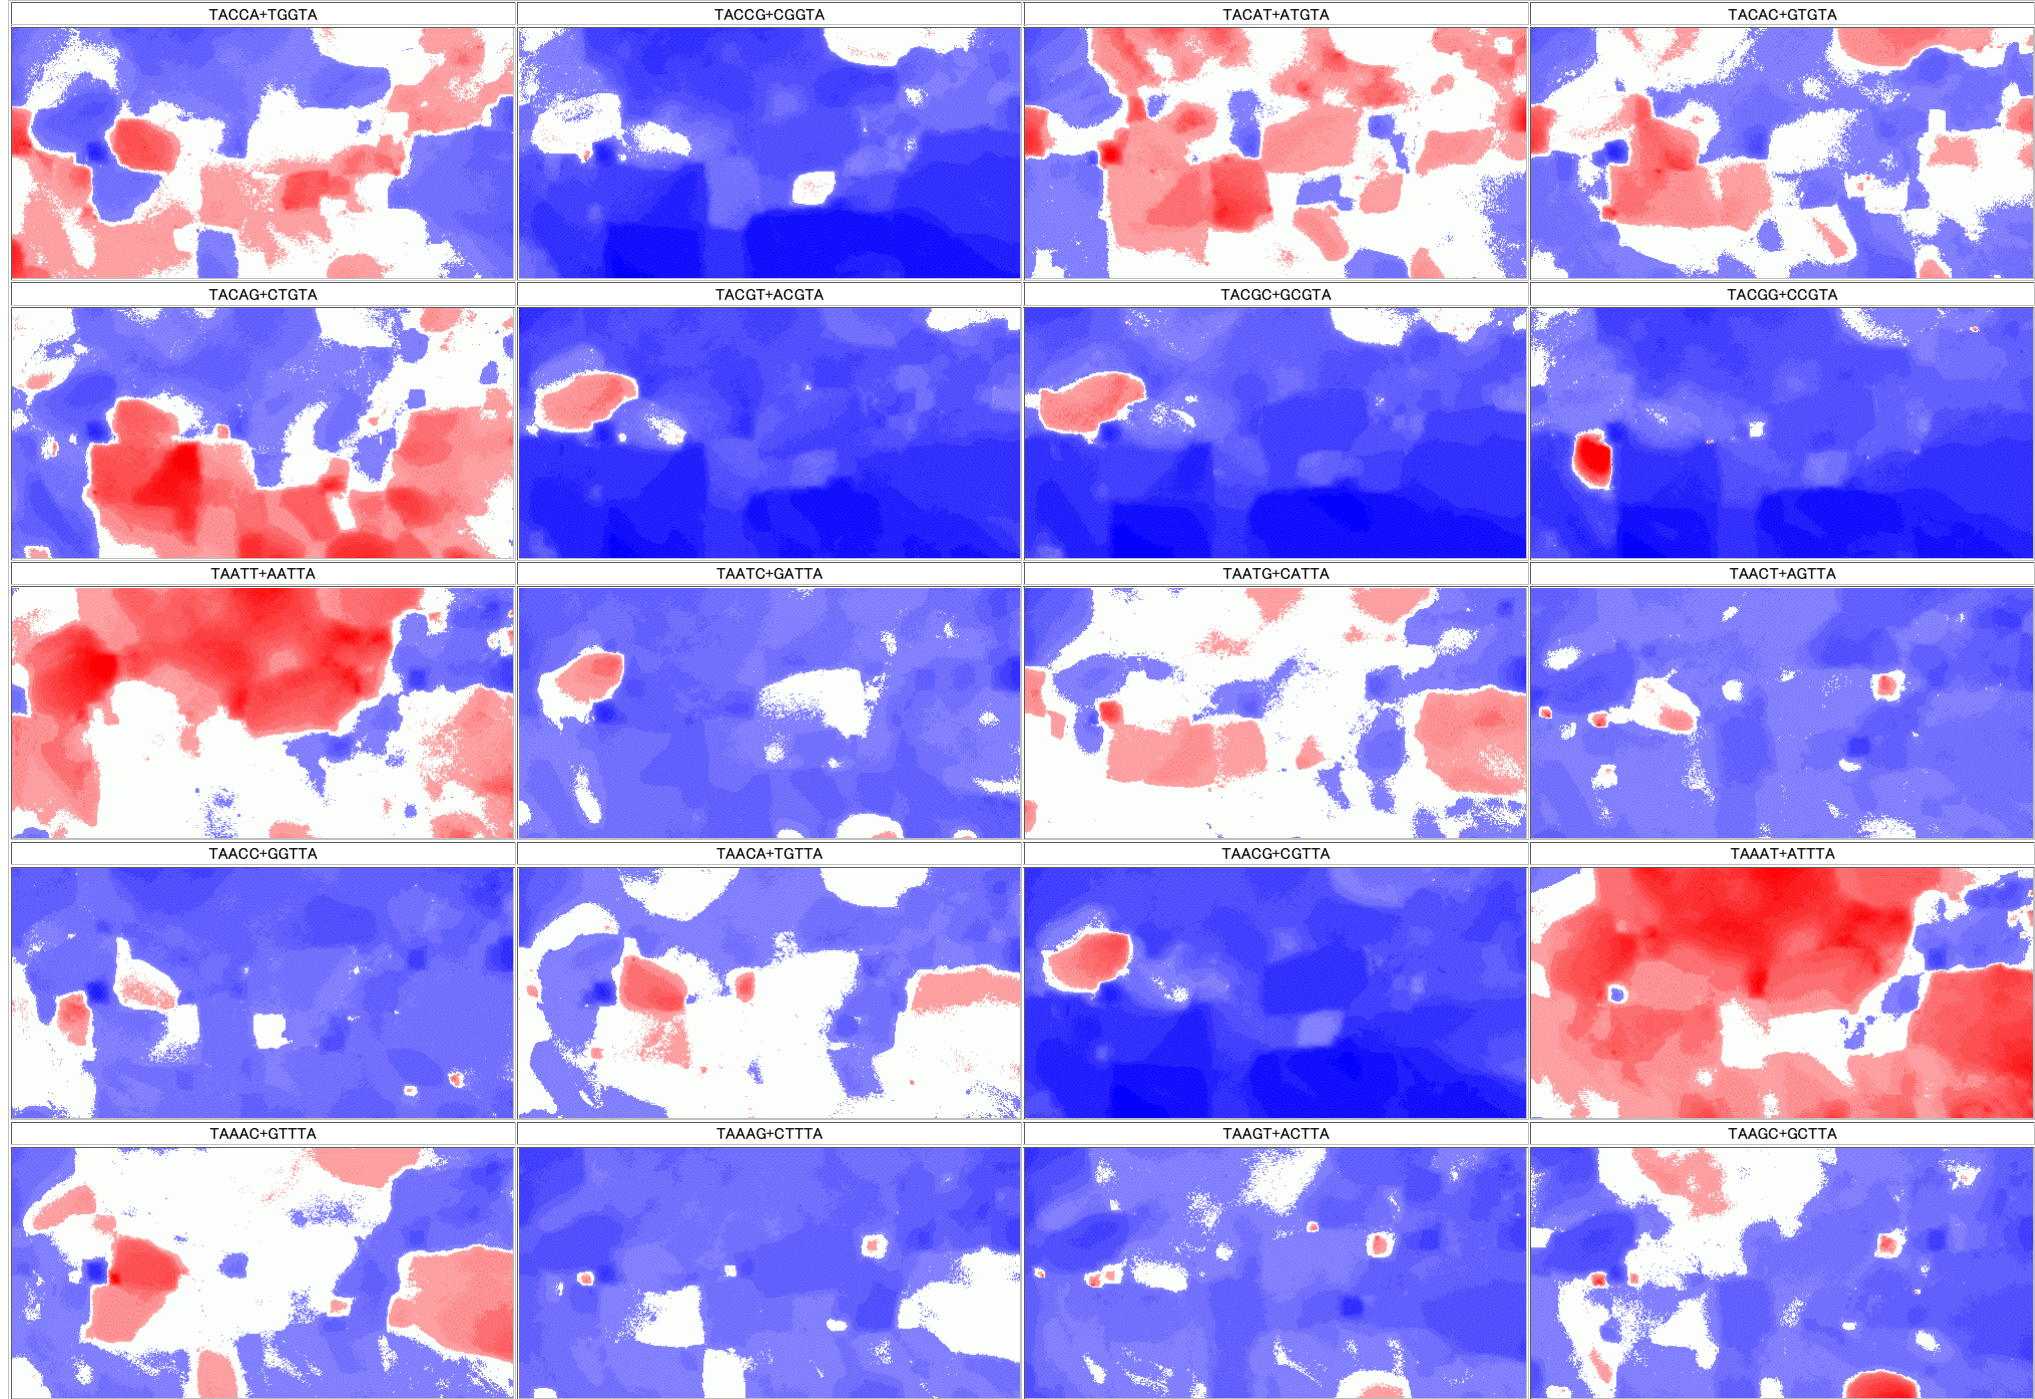 TACCA+TGGTA TACCG+CGGTA TACAT+ATGTA TACAC+GTGTA
TACAG+CTGTA TACGT+ACGTA TACGC+GCGTA TACGG+CCGTA
TAATT+AATTA TAATC+GATTA TAATG+CATTA TAACT+AGTTA
TAACC+GGTTA TAACA+TGTTA TAACG+CGTTA TAAAT+ATTTA
TAAAC+GTTTA TAAAG+CTTTA TAAGT+ACTTA TAAGC+GCTTA